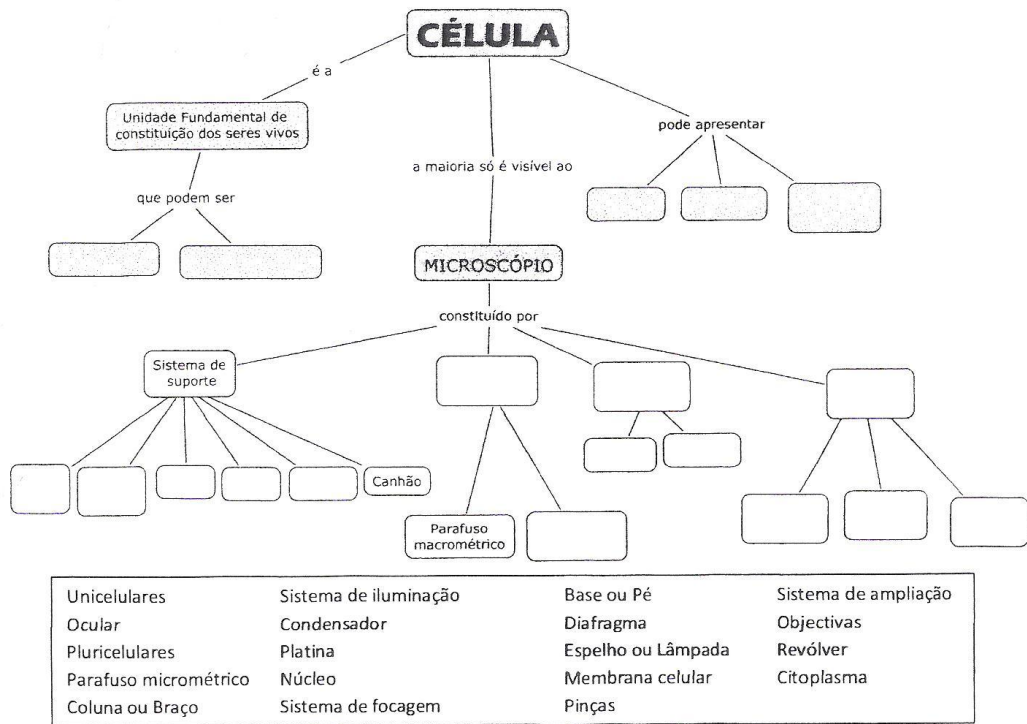 CÉLULA
é a
Unidade Fundamental de
constituição dos seres vivos
pode apresentar
a maioria só é visível ao
que podem ser
MICROSCÓPIO
constituído por
Sistema de
suporte
Canhão
Parafuso
macrométrico
Unicelulares Sistema de iluminação Base ou Pé Sistema de ampliação
Ocular Condensador Diafragma Objectivas
Pluricelulares Platina Espelho ou Lâmpada Revólver
Parafuso micrométrico Núcleo Membrana celular Citoplasma
Coluna ou Braço Sistema de focagem Pinças